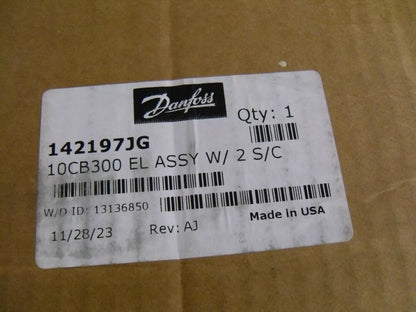 Danfoss
Qty: 1
142197JG
10CB300 EL ASSY W/ 2 S/C
W/O ID: 13136850
Made in USA
11/28/23 Rev: AJ